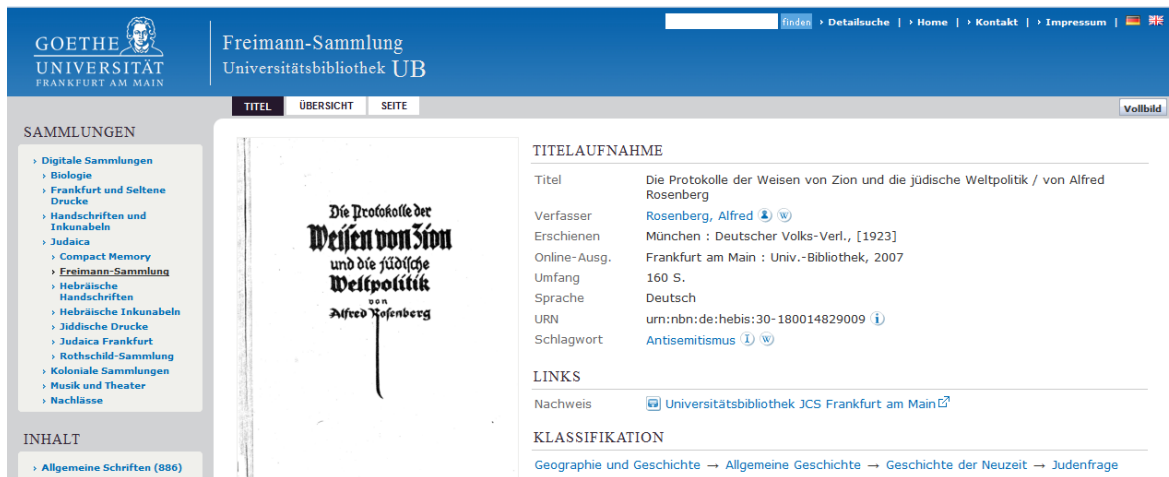 finden › Detailsuche | › Home | › Kontakt | › Impressum |
GOETHE
UNIVERSITÄT
FRANKFURT AM MAIN
Freimann-Sammlung
Universitätsbibliothek UB
TITEL ÜBERSICHT SEITE
Vollbild
SAMMLUNGEN
› Digitale Sammlungen
› Biologie
› Frankfurt und Seltene
Drucke
› Handschriften und
Inkunabeln
› Judaica
› Compact Memory
› Freimann-Sammlung
› Hebräische
Handschriften
› Hebräische Inkunabeln
› Jiddische Drucke
› Judaica Frankfurt
› Rothschild-Sammlung
› Koloniale Sammlungen
› Musik und Theater
› Nachlässe
INHALT
› Allgemeine Schriften (886)
Die Protokolle der
Weisen von Zion
und die jüdische
Weltpolitik
von
Alfred Rosenberg
TITELAUFNAHME
Titel Die Protokolle der Weisen von Zion und die jüdische Weltpolitik / von Alfred
Rosenberg
Verfasser Rosenberg, Alfred W
Erschienen München : Deutscher Volks-Verl., [1923]
Online-Ausg. Frankfurt am Main : Univ.-Bibliothek, 2007
Umfang 160 S.
Sprache Deutsch
URN urn:nbn:de:hebis:30-180014829009 i
Schlagwort Antisemitismus I W
LINKS
Nachweis Universitätsbibliothek JCS Frankfurt am Main
KLASSIFIKATION
Geographie und Geschichte → Allgemeine Geschichte → Geschichte der Neuzeit → Judenfrage